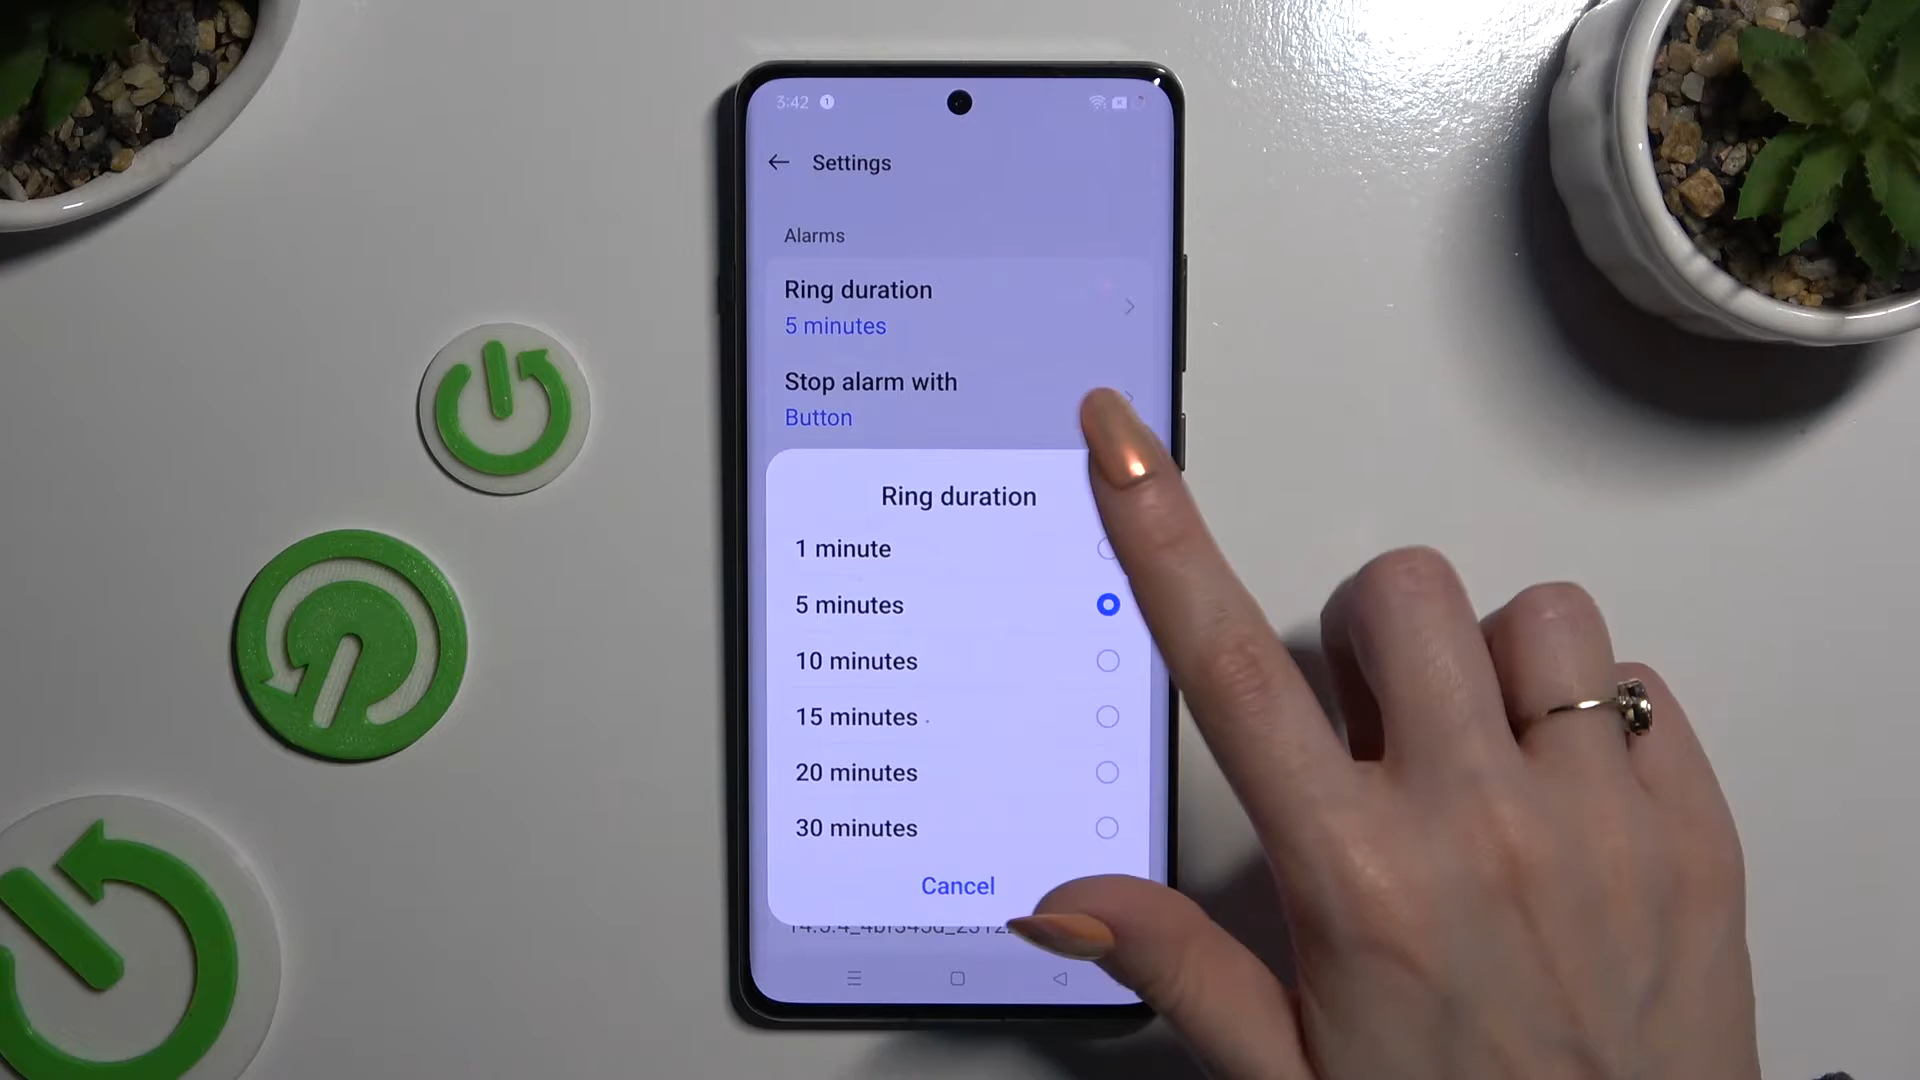 3:42 1
Settings
Alarms
Ring duration
5 minutes
Stop alarm with
Button
Ring duration
1 minute
5 minutes
10 minutes
15 minutes
20 minutes
30 minutes
Cancel